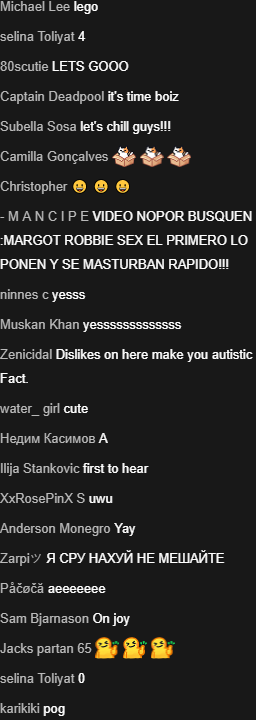 Michael Lee lego
selina Toliyat 4
80scutie LETS GOOO
Captain Deadpool it's time boiz
Subella Sosa let's chill guys!!!
Camilla Gonçalves
Christopher 😀 😀 😀
- M A N C I P E VIDEO NOPOR BUSQUEN
:MARGOT ROBBIE SEX EL PRIMERO LO
PONEN Y SE MASTURBAN RAPIDO!!!
ninnes c yesss
Muskan Khan yesssssssssssss
Zenicidal Dislikes on here make you autistic
Fact.
water_ girl cute
Недим Касимов А
Ilija Stankovic first to hear
XxRosePinX S uwu
Anderson Monegro Yay
Zarpiツ Я СРУ НАХУЙ НЕ МЕШАЙТЕ
Påčøčă aeeeeeee
Sam Bjarnason On joy
Jacks partan 65
selina Toliyat 0
karikiki pog